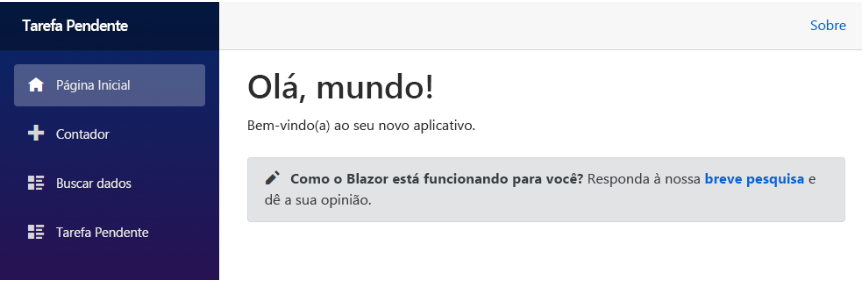 Tarefa Pendente
Sobre
Página Inicial
Contador
Buscar dados
Tarefa Pendente
Olá, mundo!
Bem-vindo(a) ao seu novo aplicativo.
Como o Blazor está funcionando para você? Responda à nossa breve pesquisa e
dê a sua opinião.